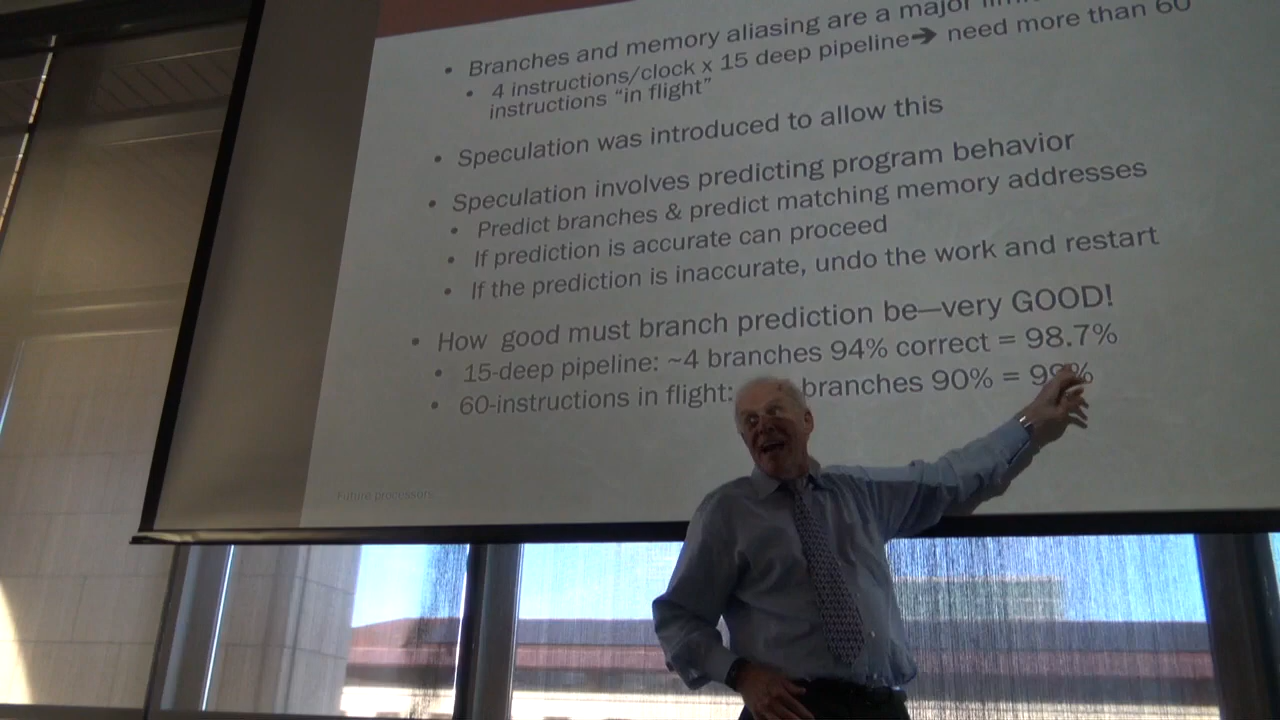 • Branches and memory aliasing are a major
• 4 instructions/clock x 15 deep pipeline➔ need more than 60
instructions “in flight”
• Speculation was introduced to allow this
• Speculation involves predicting program behavior
• Predict branches & predict matching memory addresses
• If prediction is accurate can proceed
• If the prediction is inaccurate, undo the work and restart
• How good must branch prediction be—very GOOD!
• 15-deep pipeline: ~4 branches 94% correct = 98.7%
• 60-instructions in flight: branches 90% =
Future processors